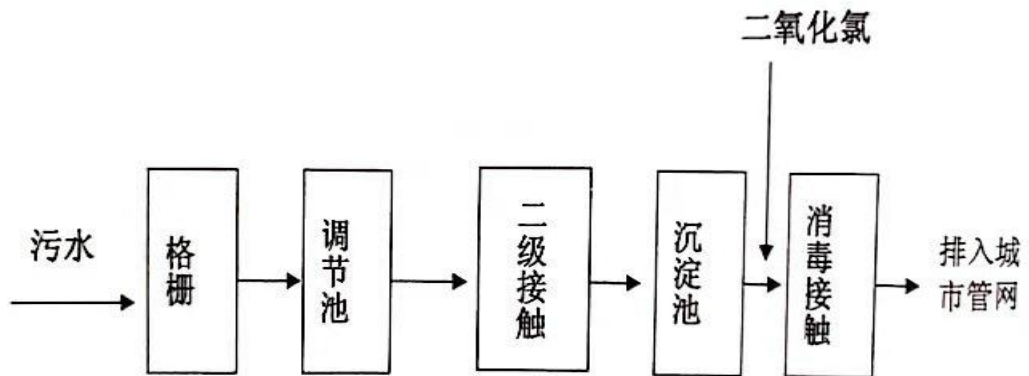 二氧化氯
污水
格栅
调节池
二级接触
沉淀池
消毒接触
排入城
市管网